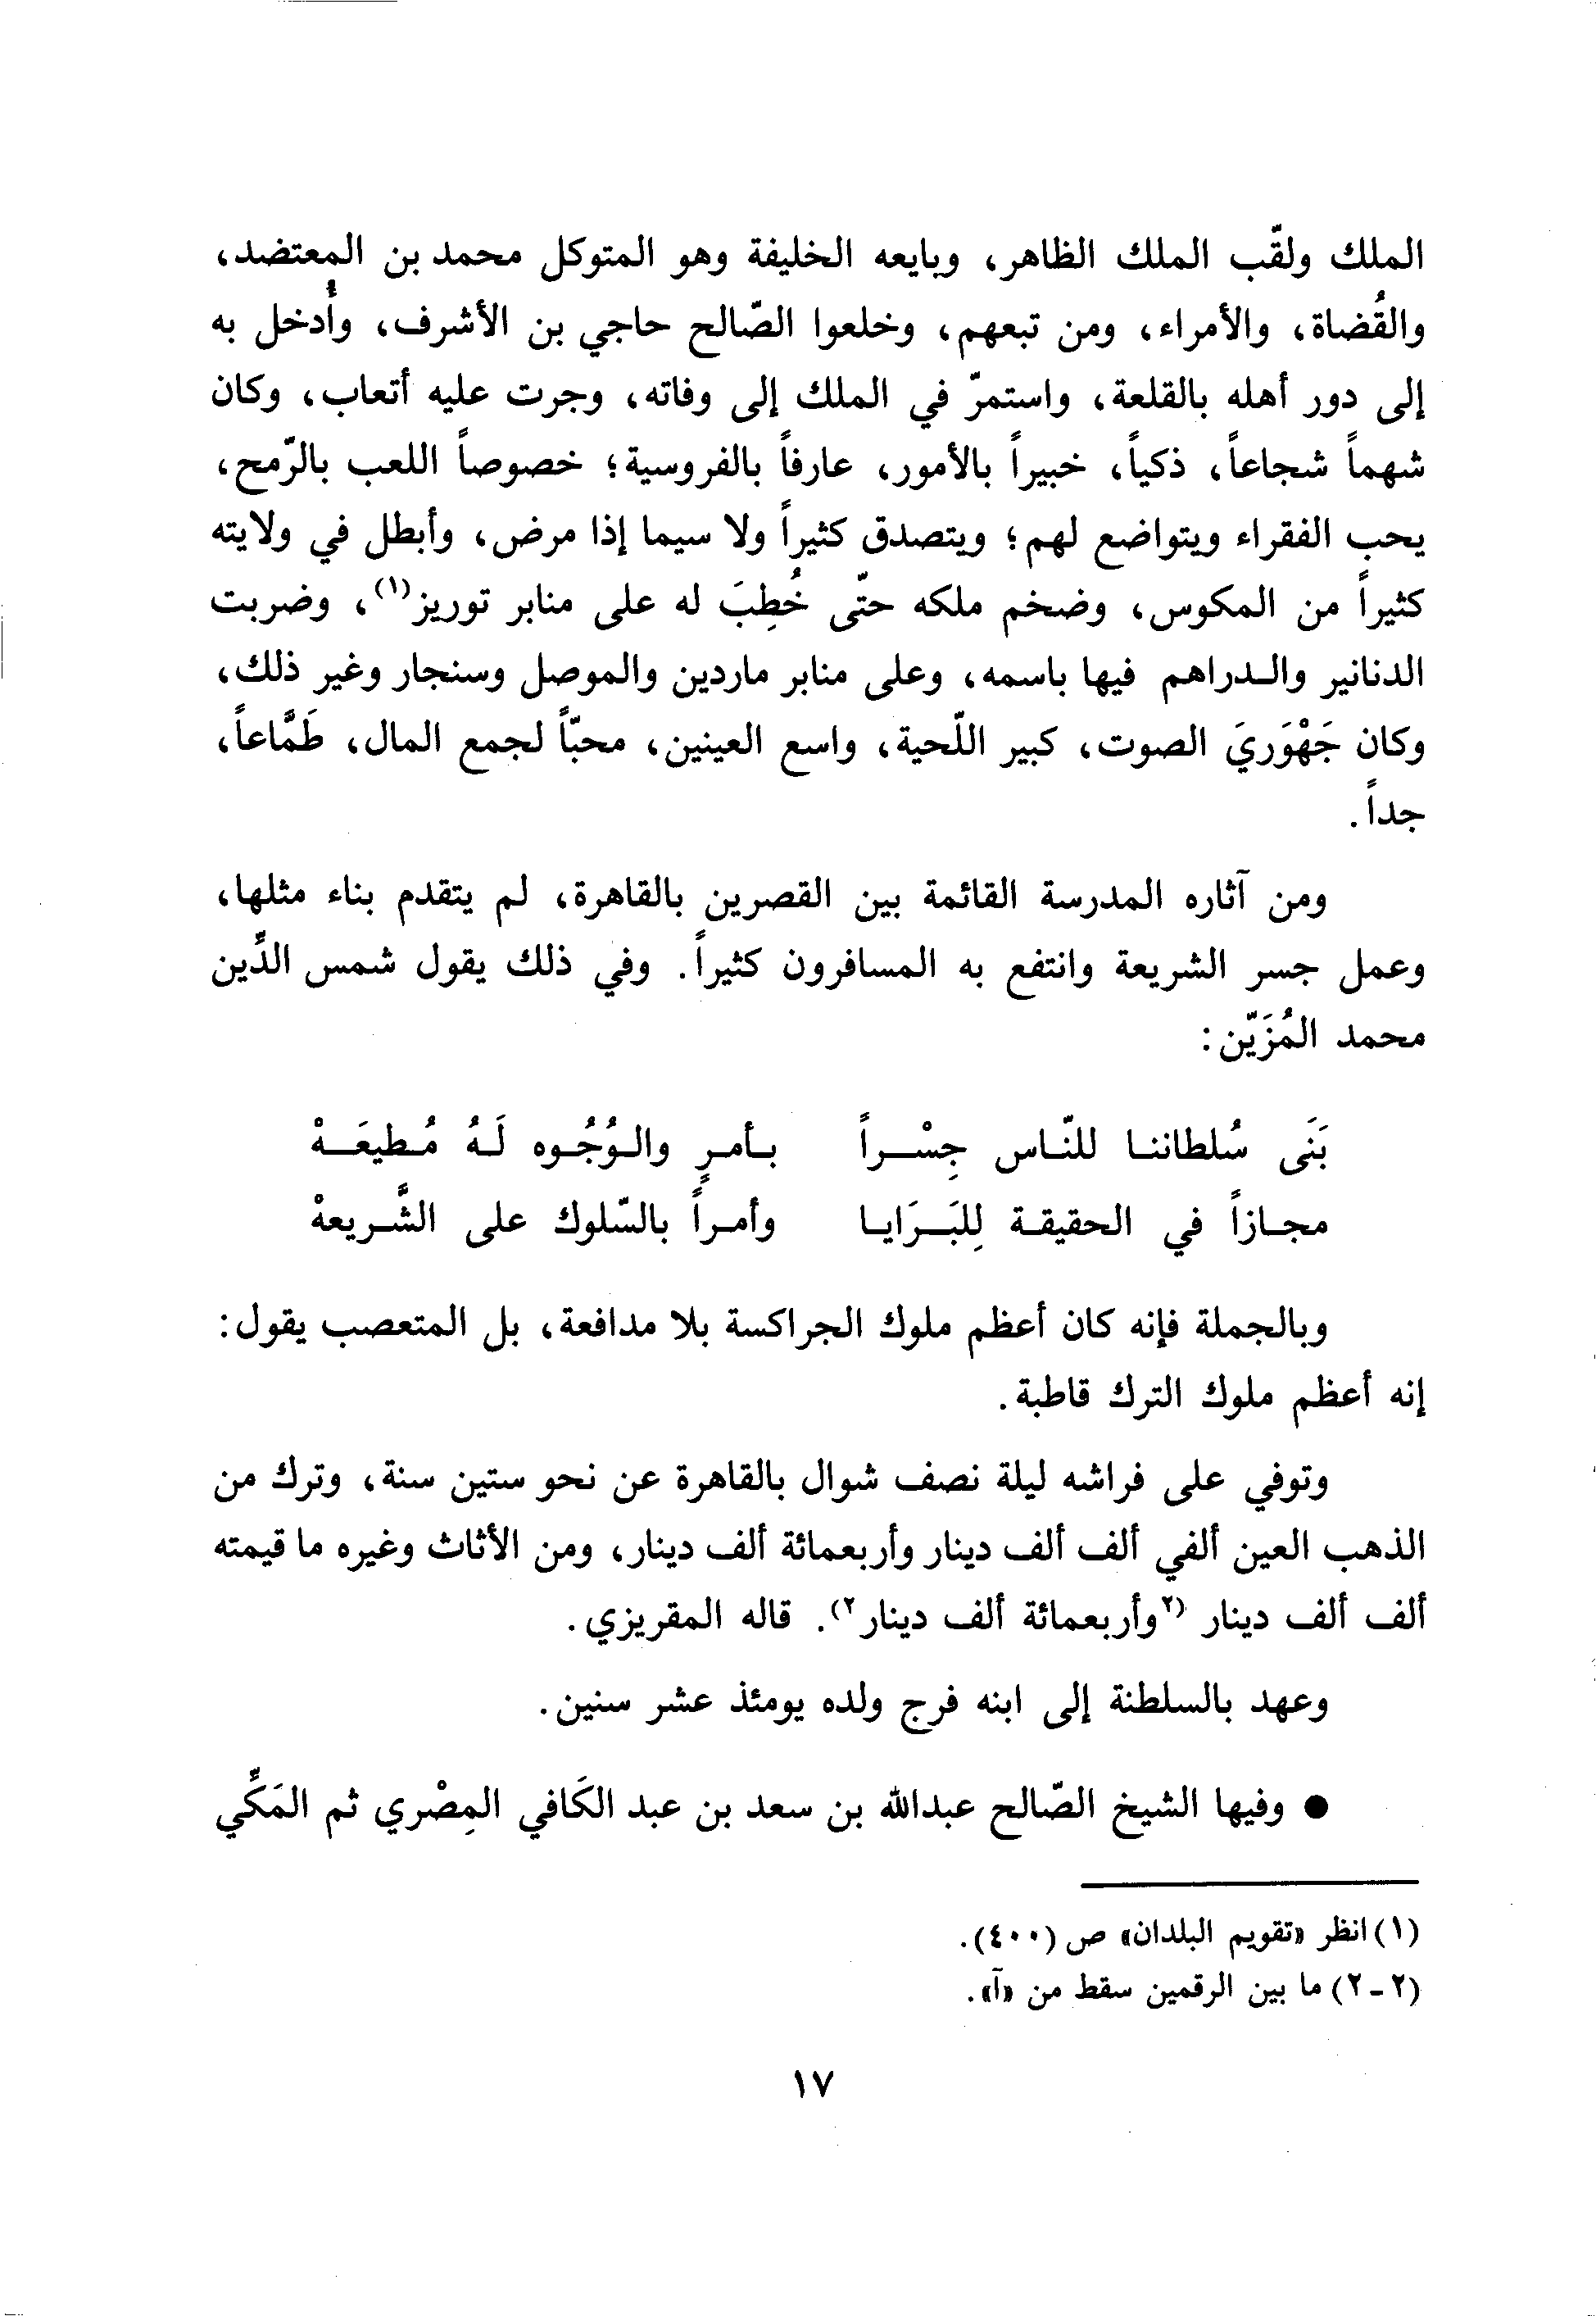 الملك ولقّب الملك الظاهر، وبايعه الخليفة وهو المتوكل محمد بن المعتضد،
والقُضاة، والأمراء، ومن تبعهم، وخلعوا الصّالح حاجي بن الأشرف، وأُدخل به
إلى دور أهله بالقلعة، واستمرّ في الملك إلى وفاته، وجرت عليه أتعاب، وكان
شهماً شجاعاً، ذكياً، خبيراً بالأمور، عارفاً بالفروسية؛ خصوصاً اللعب بالرّمح،
يحب الفقراء ويتواضع لهم؛ ويتصدق كثيراً ولا سيما إذا مرض، وأبطل في ولايته
كثيراً من المكوس، وضخم ملكه حتّى خُطِبَ له على منابر توريز(١)، وضربت
الدنانير والدراهم فيها باسمه، وعلى منابر ماردين والموصل وسنجار وغير ذلك،
وكان جَهْوَريَ الصوت، كبير اللّحية، واسع العينين، محبّاً لجمع المال، طَمَّاعاً،
جداً.
ومن آثاره المدرسة القائمة بين القصرين بالقاهرة، لم يتقدم بناء مثلها،
وعمل جسر الشريعة وانتفع به المسافرون كثيراً. وفي ذلك يقول شمس الدِّين
محمد المُزَيّن:
بَنَى سُلطاننا للنّاس جِسْراً بأمرٍ والوُجُوه لَهُ مُطيعَهْ
مجازاً في الحقيقة لِلبَرَايا وأمراً بالسّلوك على الشَّريعهْ
وبالجملة فإنه كان أعظم ملوك الجراكسة بلا مدافعة، بل المتعصب يقول:
إنه أعظم ملوك الترك قاطبة.
وتوفي على فراشه ليلة نصف شوال بالقاهرة عن نحو ستين سنة، وترك من
الذهب العين ألفي ألف دينار وأربعمائة ألف دينار، ومن الأثاث وغيره ما قيمته
ألف ألف دينار (٢وأربعمائة ألف دينار٢). قاله المقريزي.
وعهد بالسلطنة إلى ابنه فرج ولده يومئذ عشر سنين.
● وفيها الشيخ الصّالح عبدالله بن سعد بن عبد الكَافي المِصْري ثم المَكِّي
(١) انظر «تقويم البلدان» ص (٤٠٠).
(٢-٢) ما بين الرقمين سقط من «آ».
١٧